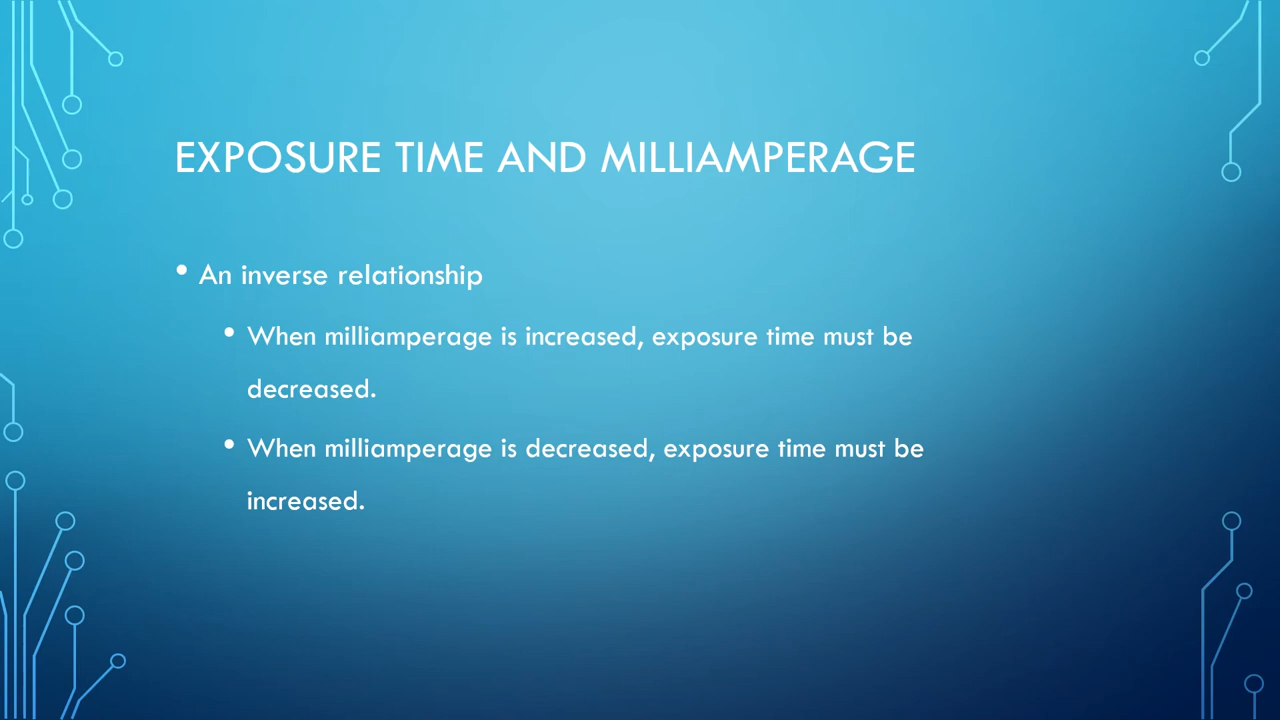 EXPOSURE TIME AND MILLIAMPERAGE
• An inverse relationship
• When milliamperage is increased, exposure time must be
decreased.
• When milliamperage is decreased, exposure time must be
increased.